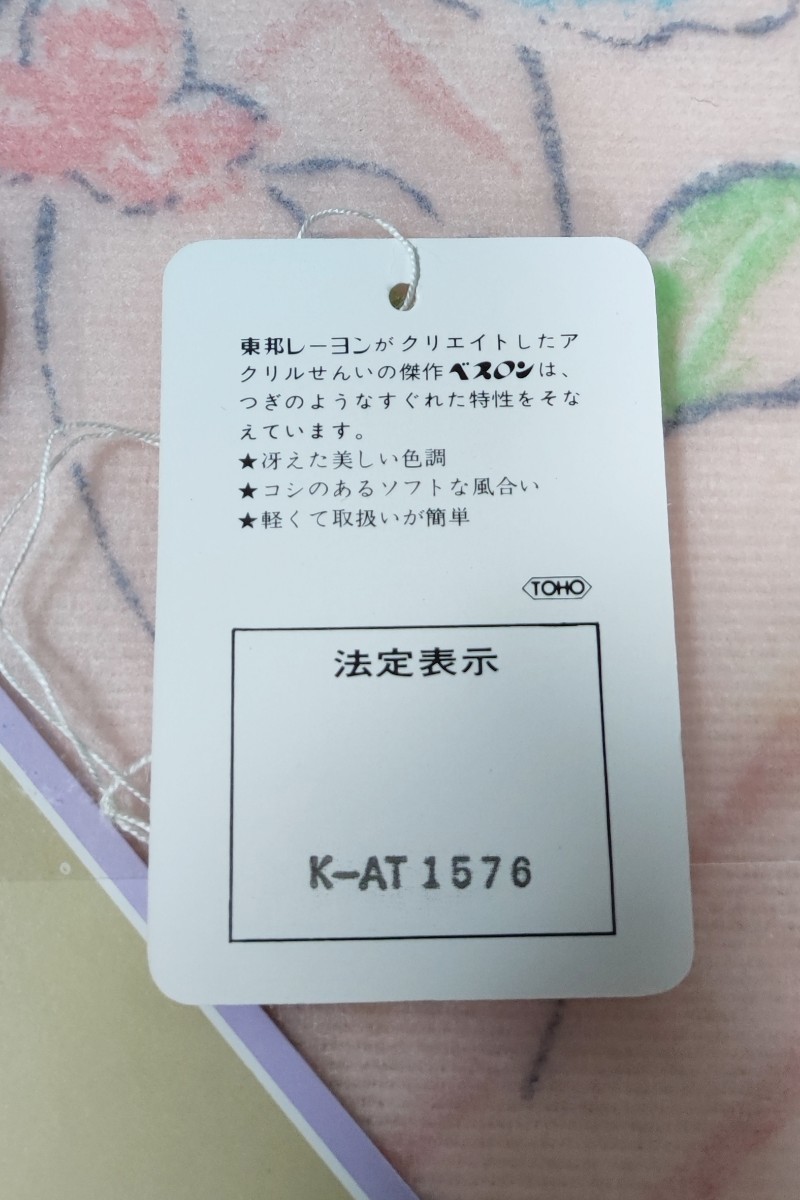 東邦レーヨンがクリエイトしたア
クリルせんいの傑作ベスロンは、
つぎのようなすぐれた特性をそな
えています。
★冴えた美しい色調
★コシのあるソフトな風合い
★軽くて取扱いが簡単
TOHO
法定表示
K-AT 1576